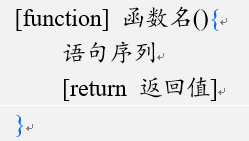 [function] 函数名(){
语句序列
[return 返回值]
}